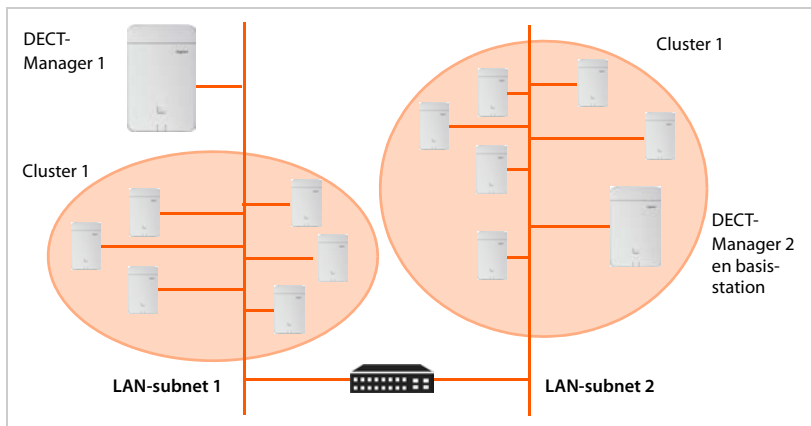 DECT-
Manager 1
Cluster 1
Cluster 1
DECT-
Manager 2
en basis-
station
LAN-subnet 1
LAN-subnet 2